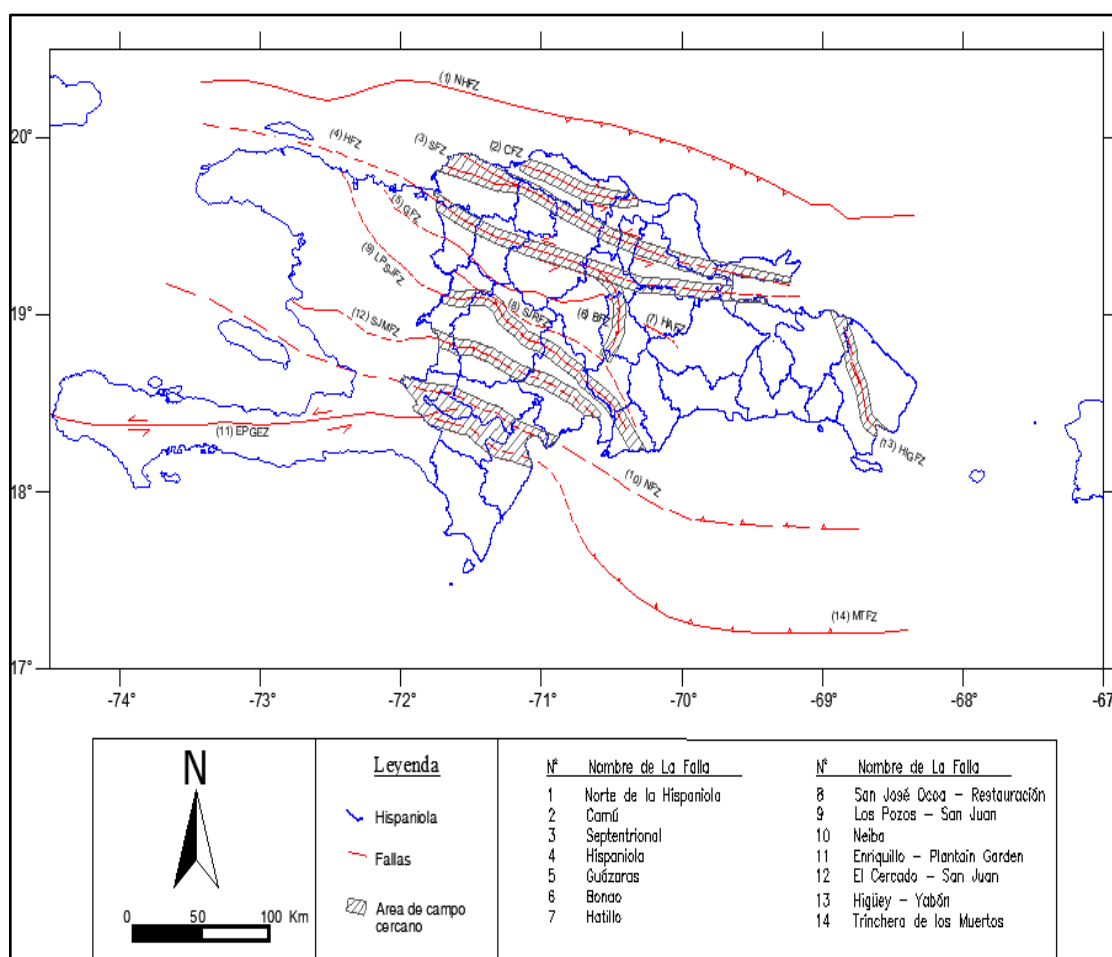 (1) NHFZ
20°
(4) HFZ
(3) SFZ
(2) CFZ
(5) GFZ
(9) LPSJFZ
19°
(12) SJMFZ
(8) SJRFZ
(6) BFZ
(7) HAFZ
(11) EPGEZ
(13) HIGFZ
18°
(10) NFZ
(14) MTFZ
17°
-74° -73° -72° -71° -70° -69° -68° -67
N
0 50 100 Km
Leyenda
Hispaniola
Fallas
Area de campo
cercano
Nº Nombre de La Falla
1 Norte de la Hispaniola
2 Camú
3 Septentrional
4 Hispaniola
5 Guázaras
6 Bonao
7 Hatillo
Nº Nombre de La Falla
8 San José Ocoa – Restauración
9 Los Pozos – San Juan
10 Neiba
11 Enriquillo – Plantain Garden
12 El Cercado – San Juan
13 Higüey – Yabón
14 Trinchera de los Muertos